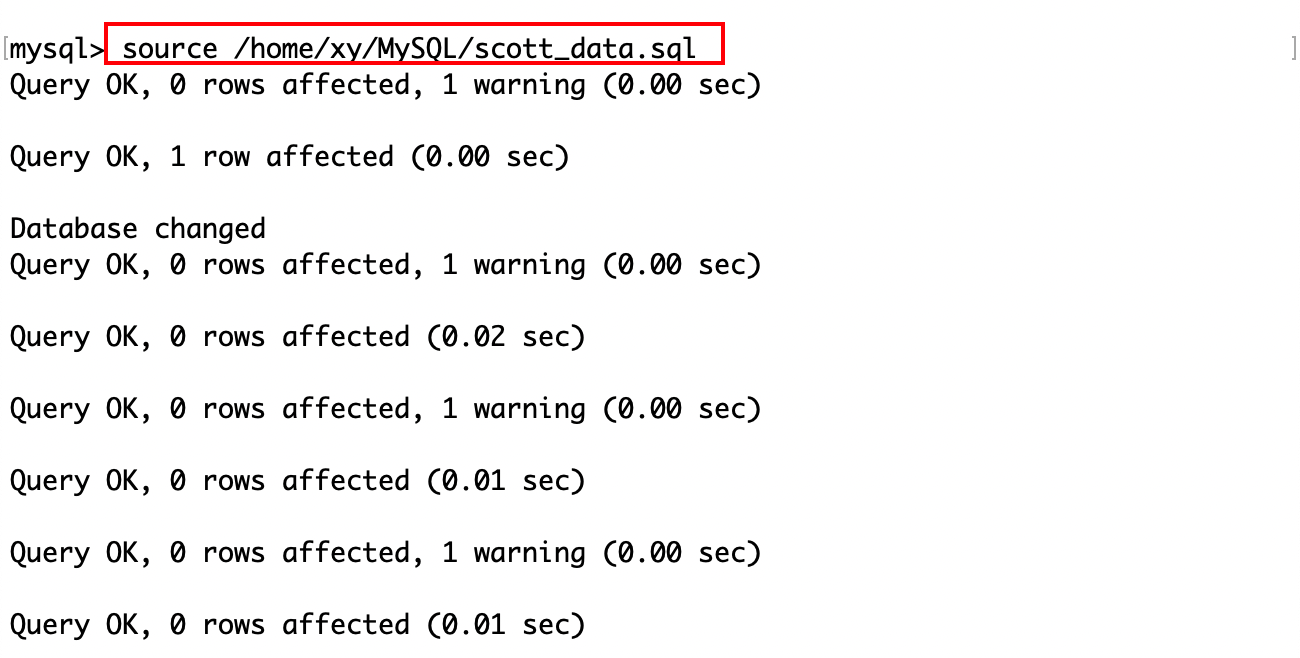 [mysql> source /home/xy/MySQL/scott_data.sql ]
Query OK, 0 rows affected, 1 warning (0.00 sec)
Query OK, 1 row affected (0.00 sec)
Database changed
Query OK, 0 rows affected, 1 warning (0.00 sec)
Query OK, 0 rows affected (0.02 sec)
Query OK, 0 rows affected, 1 warning (0.00 sec)
Query OK, 0 rows affected (0.01 sec)
Query OK, 0 rows affected, 1 warning (0.00 sec)
Query OK, 0 rows affected (0.01 sec)